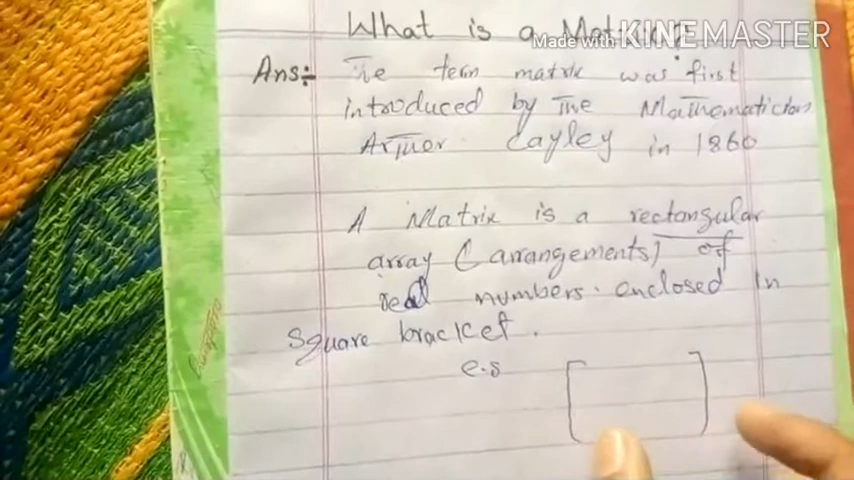 What is a Matrix?
Made with KINEMASTER
Ans:- The term matrix was first
introduced by The Mathematician
Arthur Cayley in 1860
A Matrix is a rectangular
array (arrangements) of
real numbers. enclosed in
square bracket.
e.g